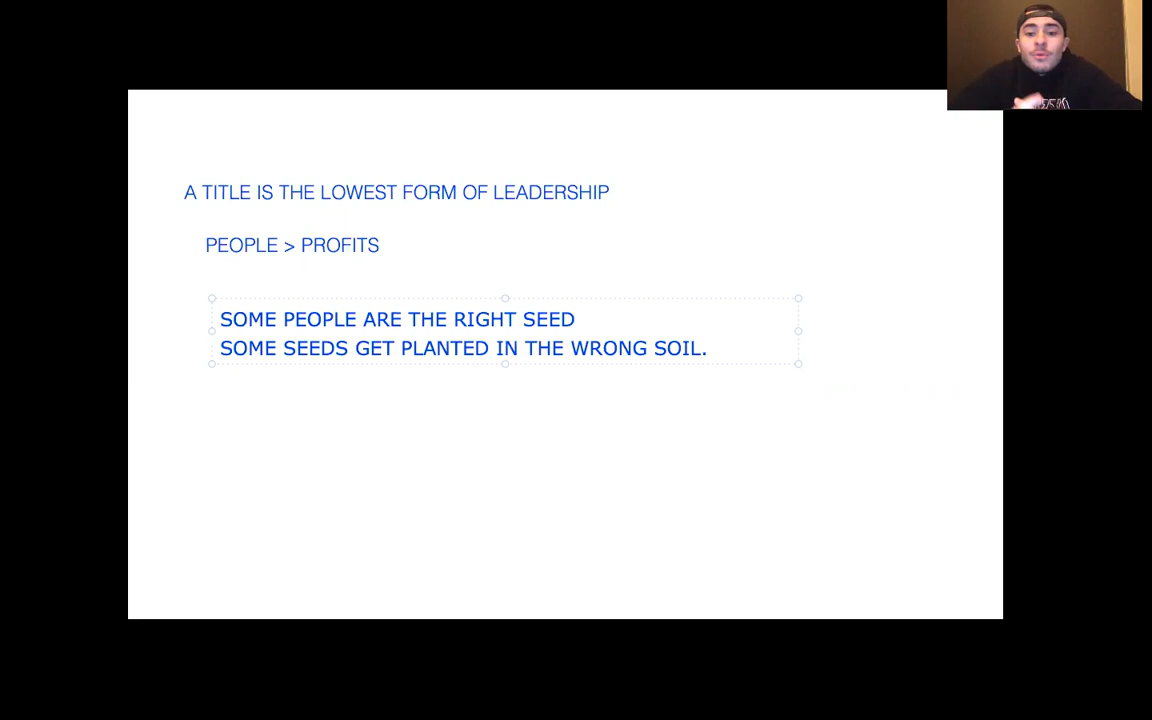 A TITLE IS THE LOWEST FORM OF LEADERSHIP
PEOPLE > PROFITS
SOME PEOPLE ARE THE RIGHT SEED
SOME SEEDS GET PLANTED IN THE WRONG SOIL.